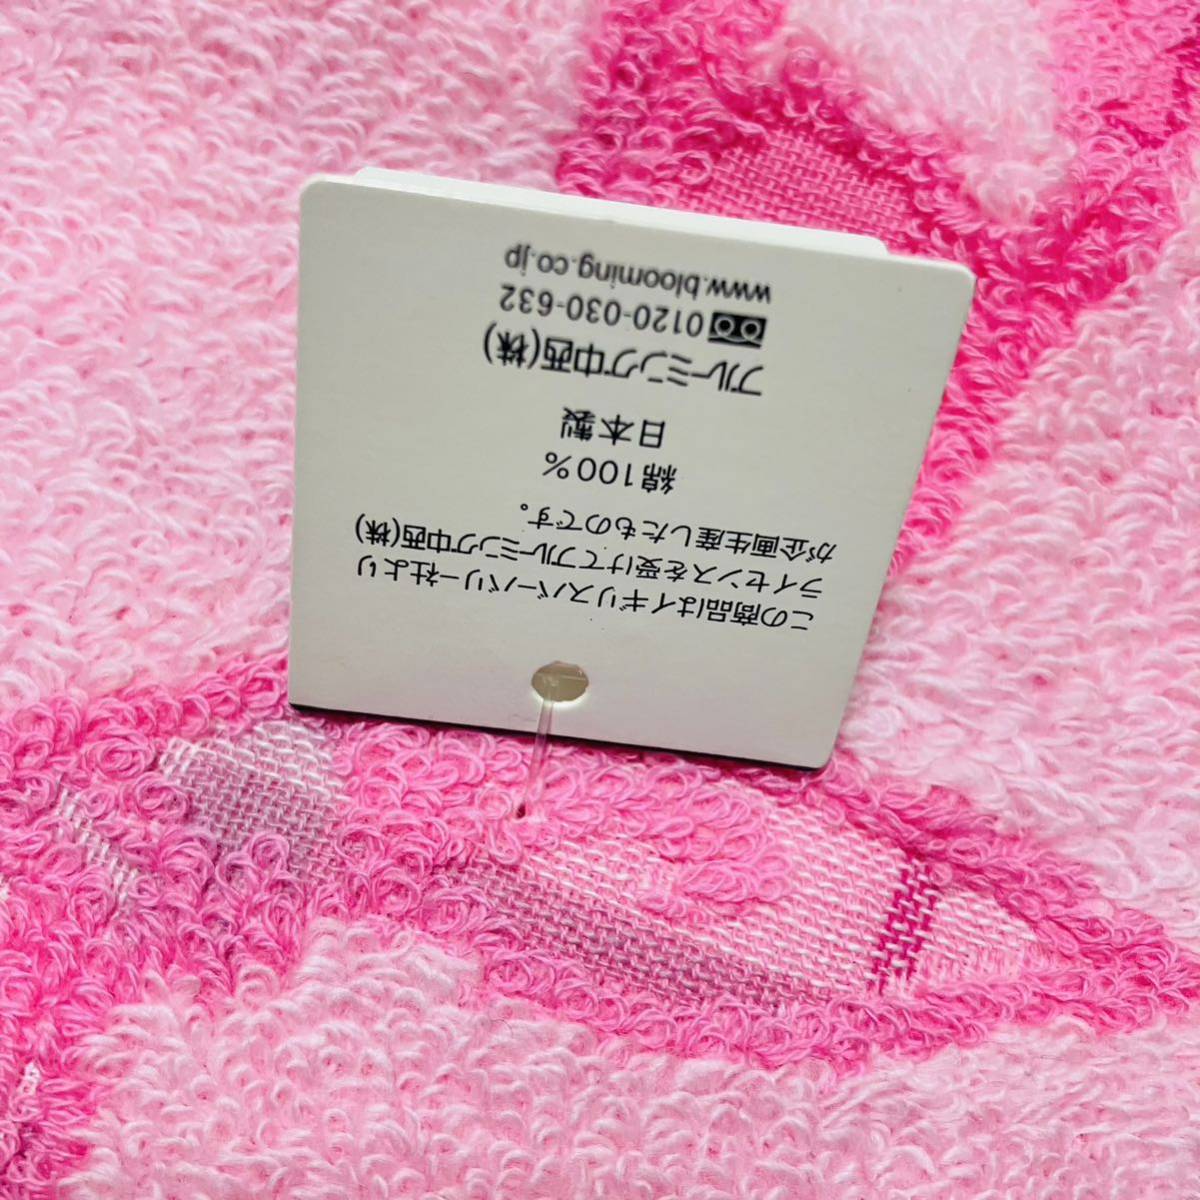 この商品はイギリスバーバリー社より
ライセンスを受けてブルーミング中西(株)
が企画生産したものです。
綿100%
日本製
ブルーミング中西(株)
0120-030-632
www.blooming.co.jp